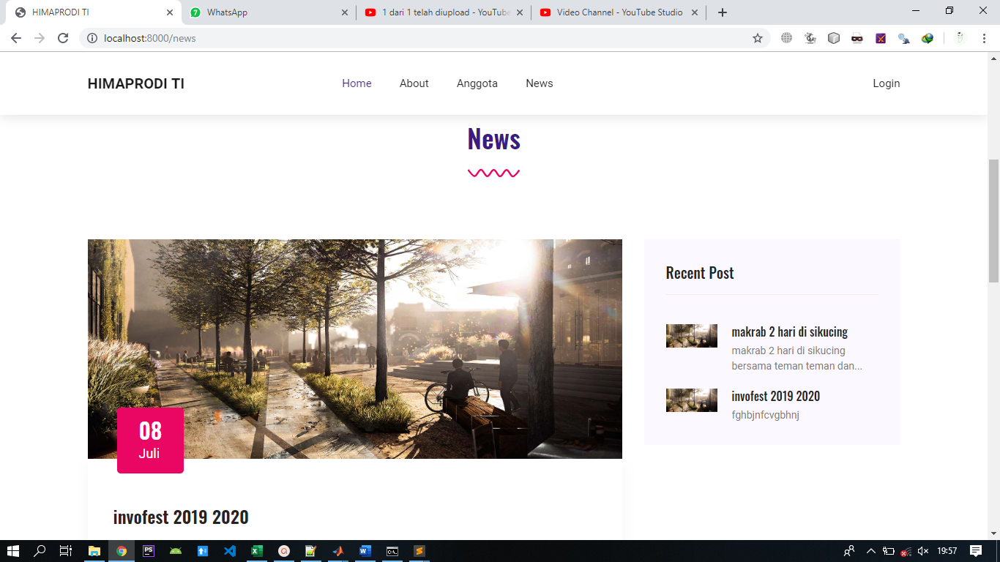 HIMAPRODI TI
WhatsApp
1 dari 1 telah diupload - YouTube
Video Channel - YouTube Studio
localhost:8000/news
HIMAPRODI TI
Home
About
Anggota
News
Login
News
08
Juli
invofest 2019 2020
Recent Post
makrab 2 hari di sikucing
makrab 2 hari di sikucing
bersama teman teman dan...
invofest 2019 2020
fghbjnfcvgbhnj
19:57